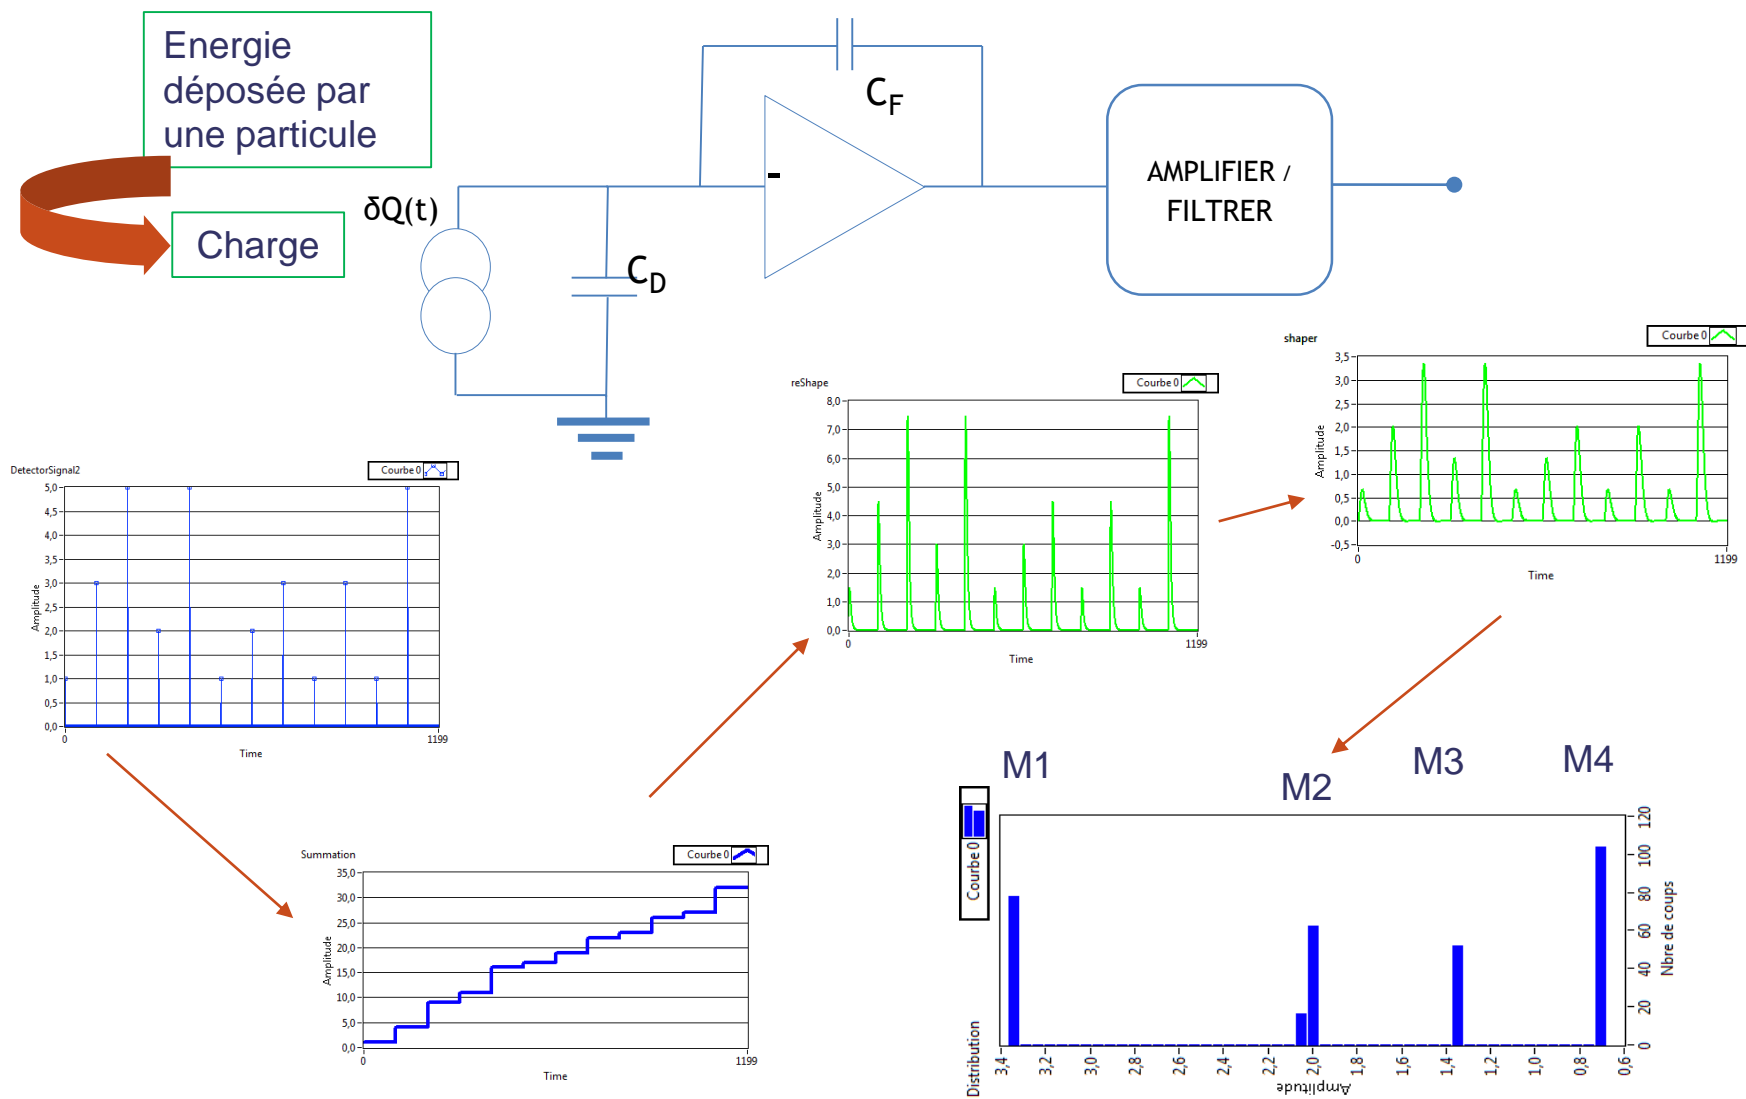 Energie
déposée par
une particule
Charge
δQ(t)
C_D
C_F
-
AMPLIFIER /
FILTRER
DetectorSignal2
Courbe 0
5,0
4,5
4,0
3,5
3,0
2,5
2,0
1,5
1,0
0,5
0,0
Amplitude
0
1199
Time
Summation
Courbe 0
35,0
30,0
25,0
20,0
15,0
10,0
5,0
0,0
Amplitude
0
1199
Time
reShape
Courbe 0
8,0
7,0
6,0
5,0
4,0
3,0
2,0
1,0
0,0
Amplitude
0
1199
Time
shaper
Courbe 0
3,5
3,0
2,5
2,0
1,5
1,0
0,5
0,0
-0,5
Amplitude
0
1199
Time
M1
M2
M3
M4
Distribution
Courbe 0
120
100
80
60
40
20
0
Nbre de coups
3,4
3,2
3,0
2,8
2,6
2,4
2,2
2,0
1,8
1,6
1,4
1,2
1,0
0,8
0,6
Amplitude